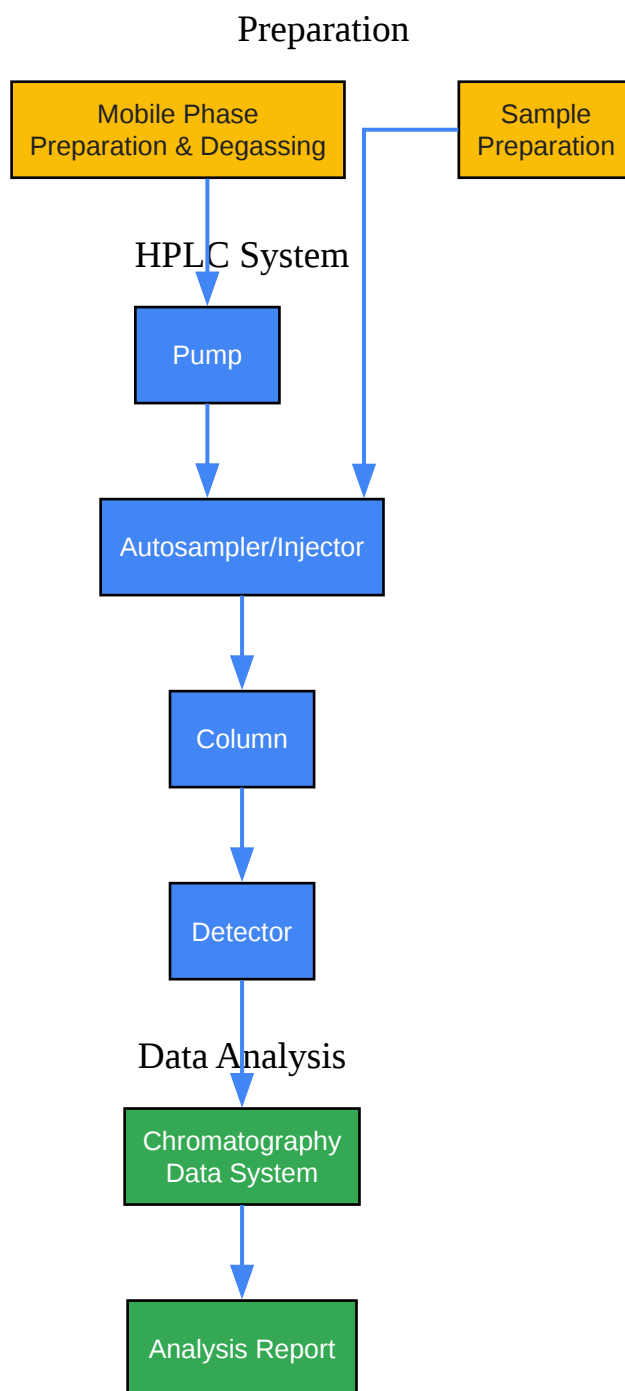 Preparation
Mobile Phase
Preparation & Degassing
Sample
Preparation
HPLC System
Pump
Autosampler/Injector
Column
Detector
Data Analysis
Chromatography
Data System
Analysis Report